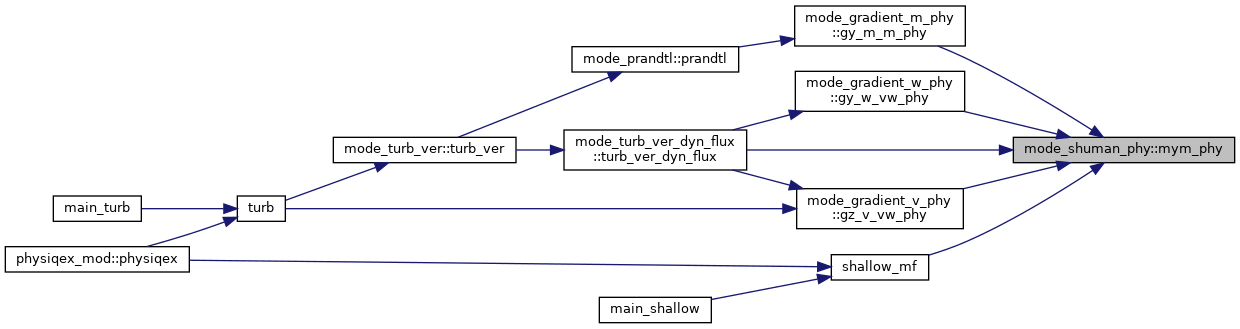 mode_gradient_m_phy
::gy_m_m_phy
mode_prandtl::prandtl
mode_gradient_w_phy
::gy_w_vw_phy
mode_turb_ver::turb_ver
mode_turb_ver_dyn_flux
::turb_ver_dyn_flux
mode_shuman_phy::mym_phy
main_turb
turb
mode_gradient_v_phy
::gz_v_vw_phy
physiqex_mod::physiqex
shallow_mf
main_shallow